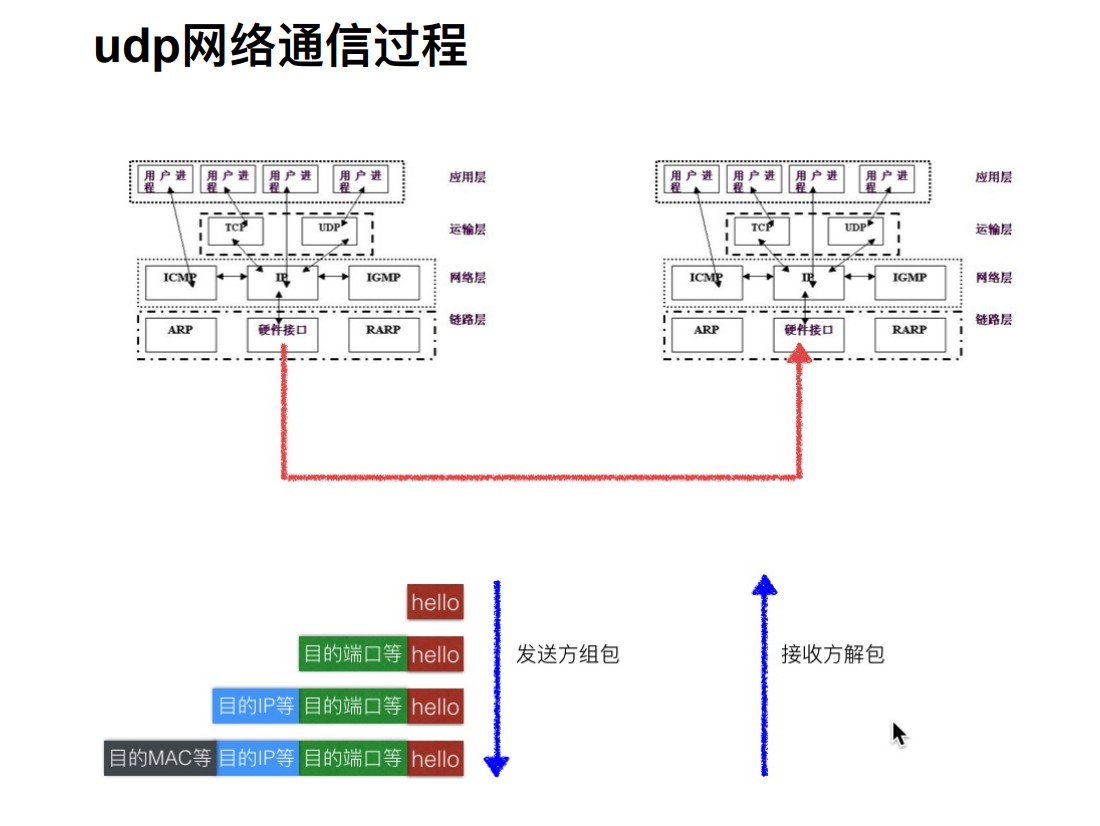 udp网络通信过程
用户进程 用户进程 用户进程 用户进程 应用层
TCP UDP 运输层
ICMP IP IGMP 网络层
ARP 硬件接口 RARP 链路层
用户进程 用户进程 用户进程 用户进程 应用层
TCP UDP 运输层
ICMP IP IGMP 网络层
ARP 硬件接口 RARP 链路层
hello
目的端口等 hello
目的IP等 目的端口等 hello
目的MAC等 目的IP等 目的端口等 hello
发送方组包
接收方解包